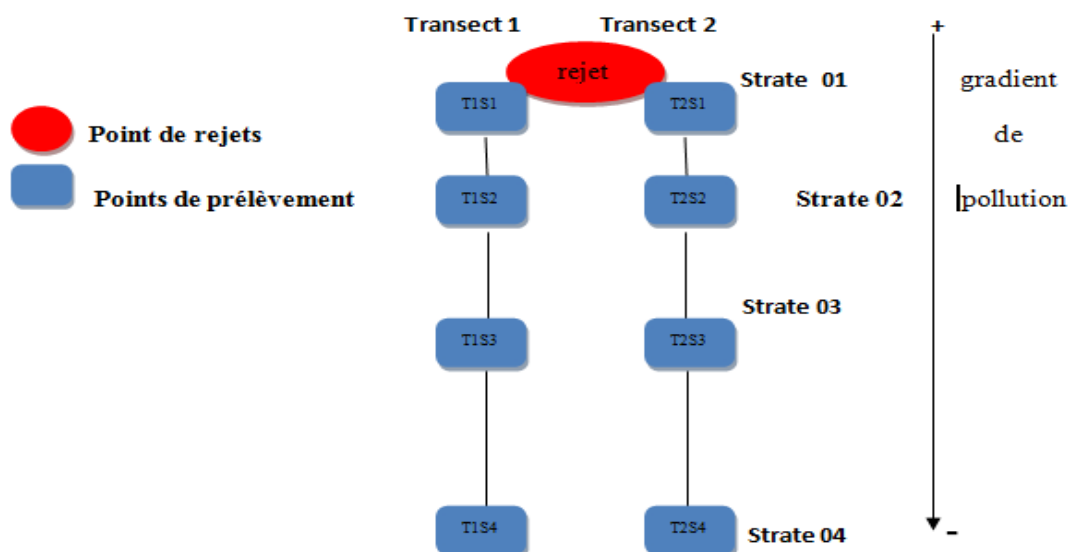 Transect 1
Transect 2
+
rejet
Strate 01
gradient
T1S1
T2S1
Point de rejets
de
T1S2
T2S2
Points de prélèvement
Strate 02
pollution
Strate 03
T1S3
T2S3
T1S4
T2S4
Strate 04
-